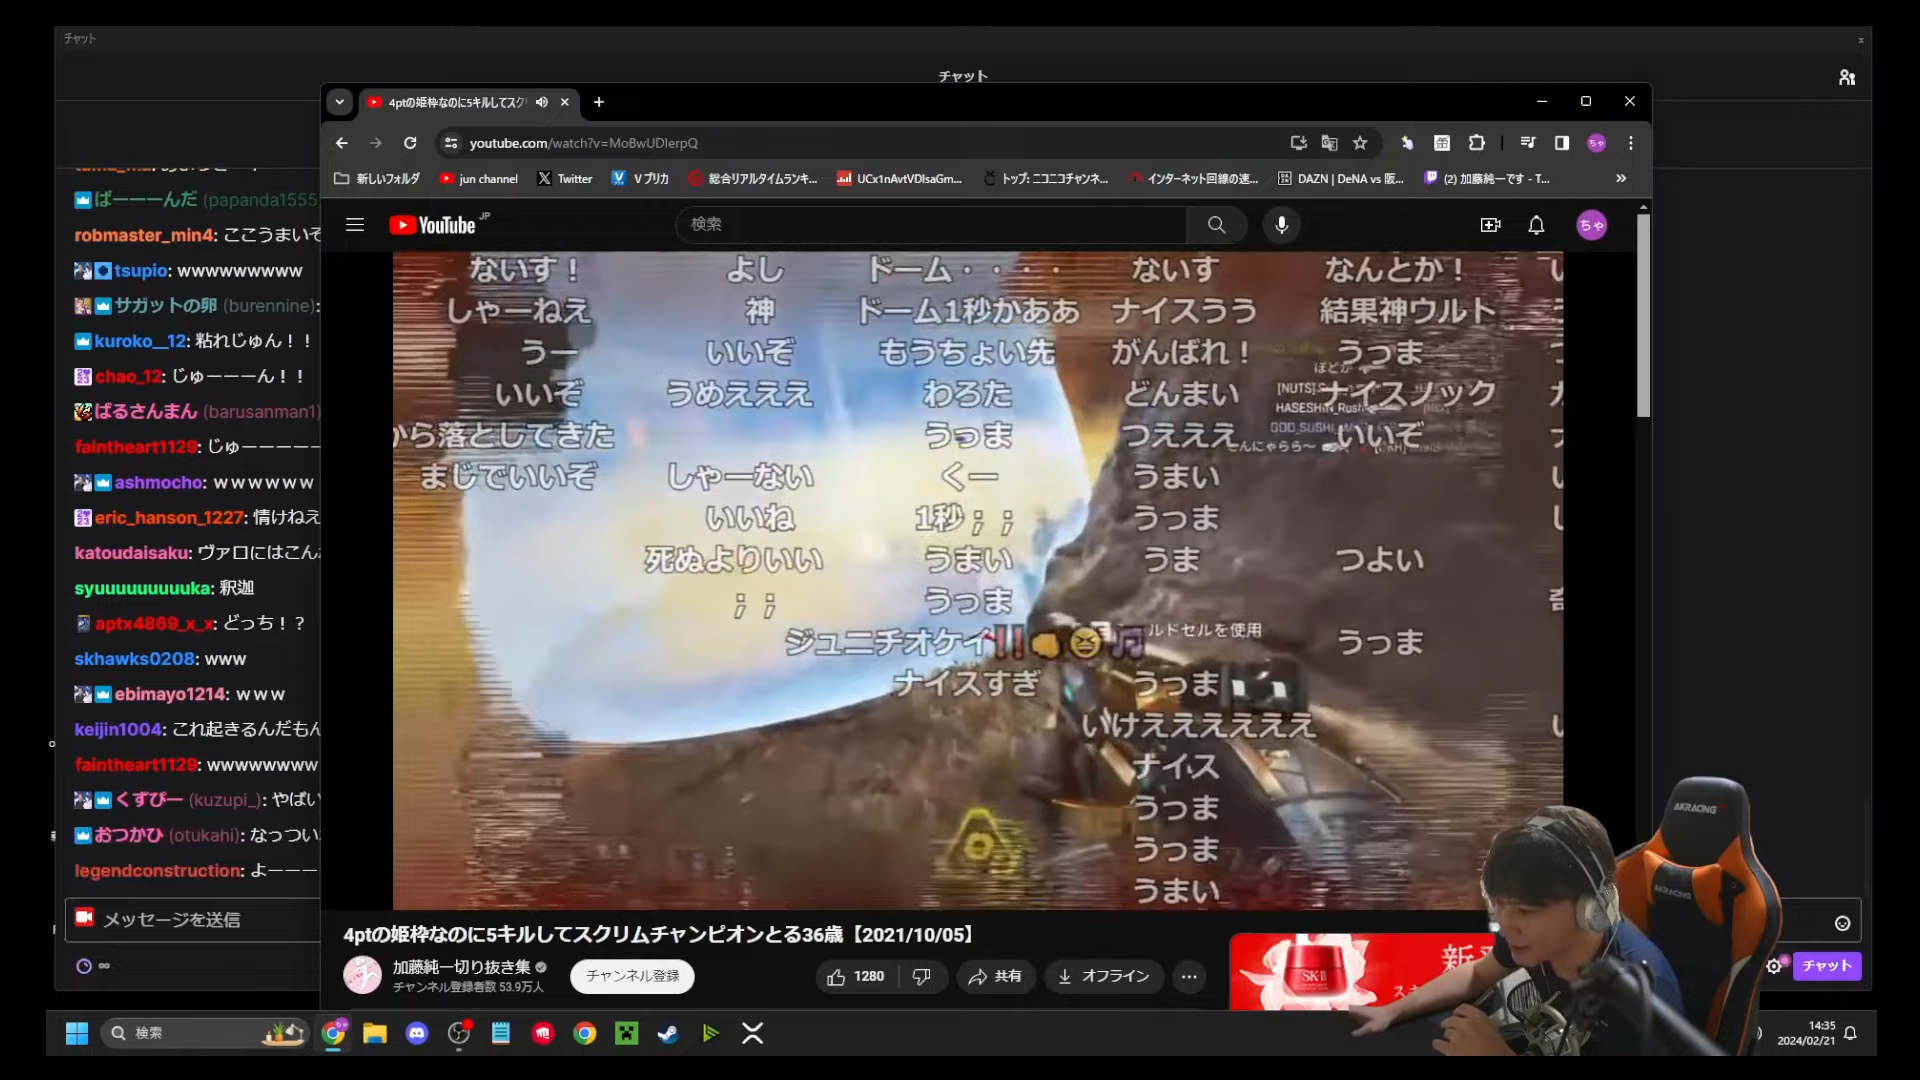 チャット
チャット
4ptの姫枠なのに5キルしてスク
youtube.com/watch?v=MoBwUDlerpQ
新しいフォルダ
jun channel
Twitter
Vプリカ
総合リアルタイムランキ...
UCx1nAvtVDlsaGm...
トップ: ニコニコチャンネ...
インターネット回線の速...
DAZN | DeNA vs 阪...
(2) 加藤純一です - T...
YouTube JP
検索
ちゃ
ぱーーーんだ (papanda1555
robmaster_min4: ここうまいぞ
tsupio: wwwwwwwww
サガットの卵 (burennine):
kuroko__12: 粘れじゅん！！
chao_12: じゅーーーん！！
ばるさんまん (barusanman1)
faintheart1129: じゅーーーーー
ashmocho: ｗｗｗｗｗｗ
eric_hanson_1227: 情けねえ
katoudaisaku: ヴァロにはこん
syuuuuuuuuuka: 釈迦
aptx4869_x_x: どっち！？
skhawks0208: www
ebimayo1214: ｗｗｗ
keijin1004: これ起きるんだもん
faintheart1129: wwwwwwww
くずぴー (kuzupi_): やばい
おつかひ (otukahi): なっつい
legendconstruction: よーーー
メッセージを送信
ないす！ よし ドーム・・・・ ないす なんとか！
しゃーねえ 神 ドーム1秒かああ ナイスうう 結果神ウルト
うー いいぞ もうちょい先 がんばれ！ うっま
いいぞ うめえええ わろた どんまい ナイスノック
から落としてきた うっま つえええ いいぞ
まじでいいぞ しゃーない くー うまい
いいね 1秒；； うっま
死ぬよりいい うまい うま つよい
；； うっま
ジュニチオケイ‼👊😆🎵 うっま
ルドセルを使用
ナイスすぎ うっま
いけええええええ
ナイス
うっま
うっま
うまい
4ptの姫枠なのに5キルしてスクリムチャンピオンとる36歳【2021/10/05】
加藤純一切り抜き集
チャンネル登録者数 53.9万人
チャンネル登録
1280
共有
オフライン
SK-II
AKRACING
AKRACING
チャット
検索
14:35
2024/02/21